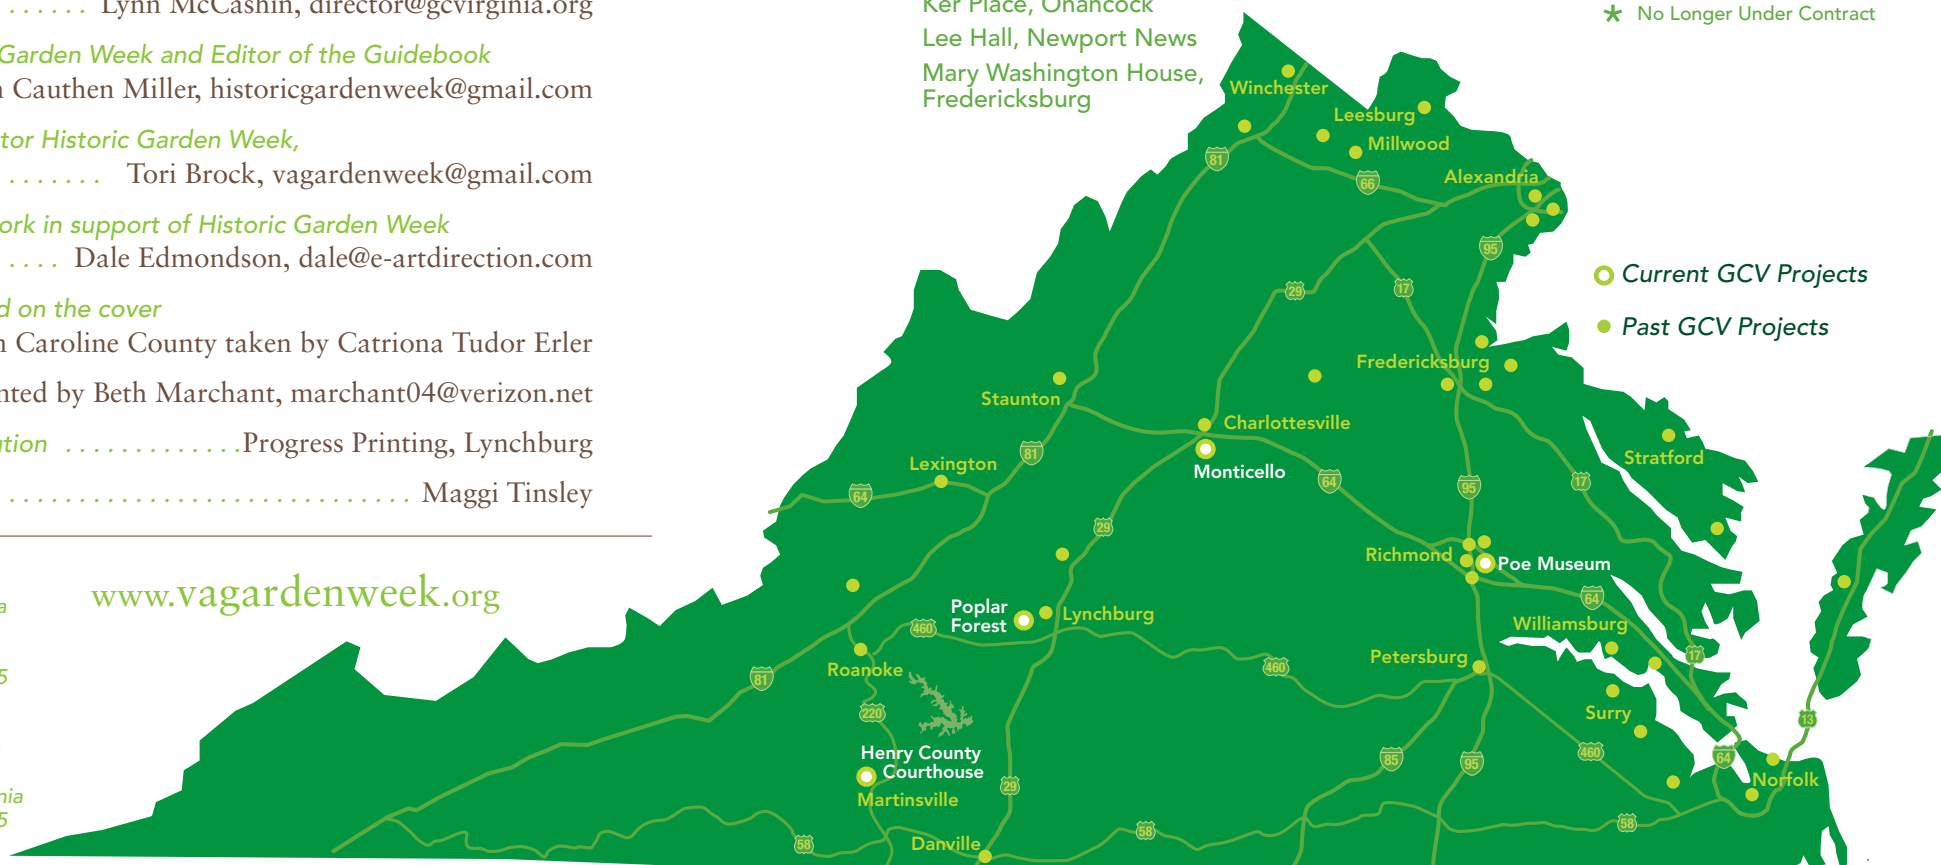 Lynn McCashin, director@gcvirginia.org
Garden Week and Editor of the Guidebook
Cauthen Miller, historicgardenweek@gmail.com
tor Historic Garden Week,
Tori Brock, vagardenweek@gmail.com
ork in support of Historic Garden Week
Dale Edmondson, dale@e-artdirection.com
d on the cover
n Caroline County taken by Catriona Tudor Erler
nted by Beth Marchant, marchant04@verizon.net
ution .............Progress Printing, Lynchburg
Maggi Tinsley
www.vagardenweek.org
a
5
nia
5
Ker Place, Onancock
Lee Hall, Newport News
Mary Washington House,
Fredericksburg
* No Longer Under Contract
Current GCV Projects
Past GCV Projects
Winchester
Leesburg
Millwood
81
66
Alexandria
95
29
17
Fredericksburg
Staunton
Charlottesville
81
Monticello
Stratford
Lexington
64
64
95
17
29
Richmond
Poe Museum
64
Poplar
Forest
Lynchburg
460
Williamsburg
17
Petersburg
460
Roanoke
81
220
Surry
13
Henry County
Courthouse
Martinsville
85
95
460
64
29
Norfolk
58
58
58
Danville